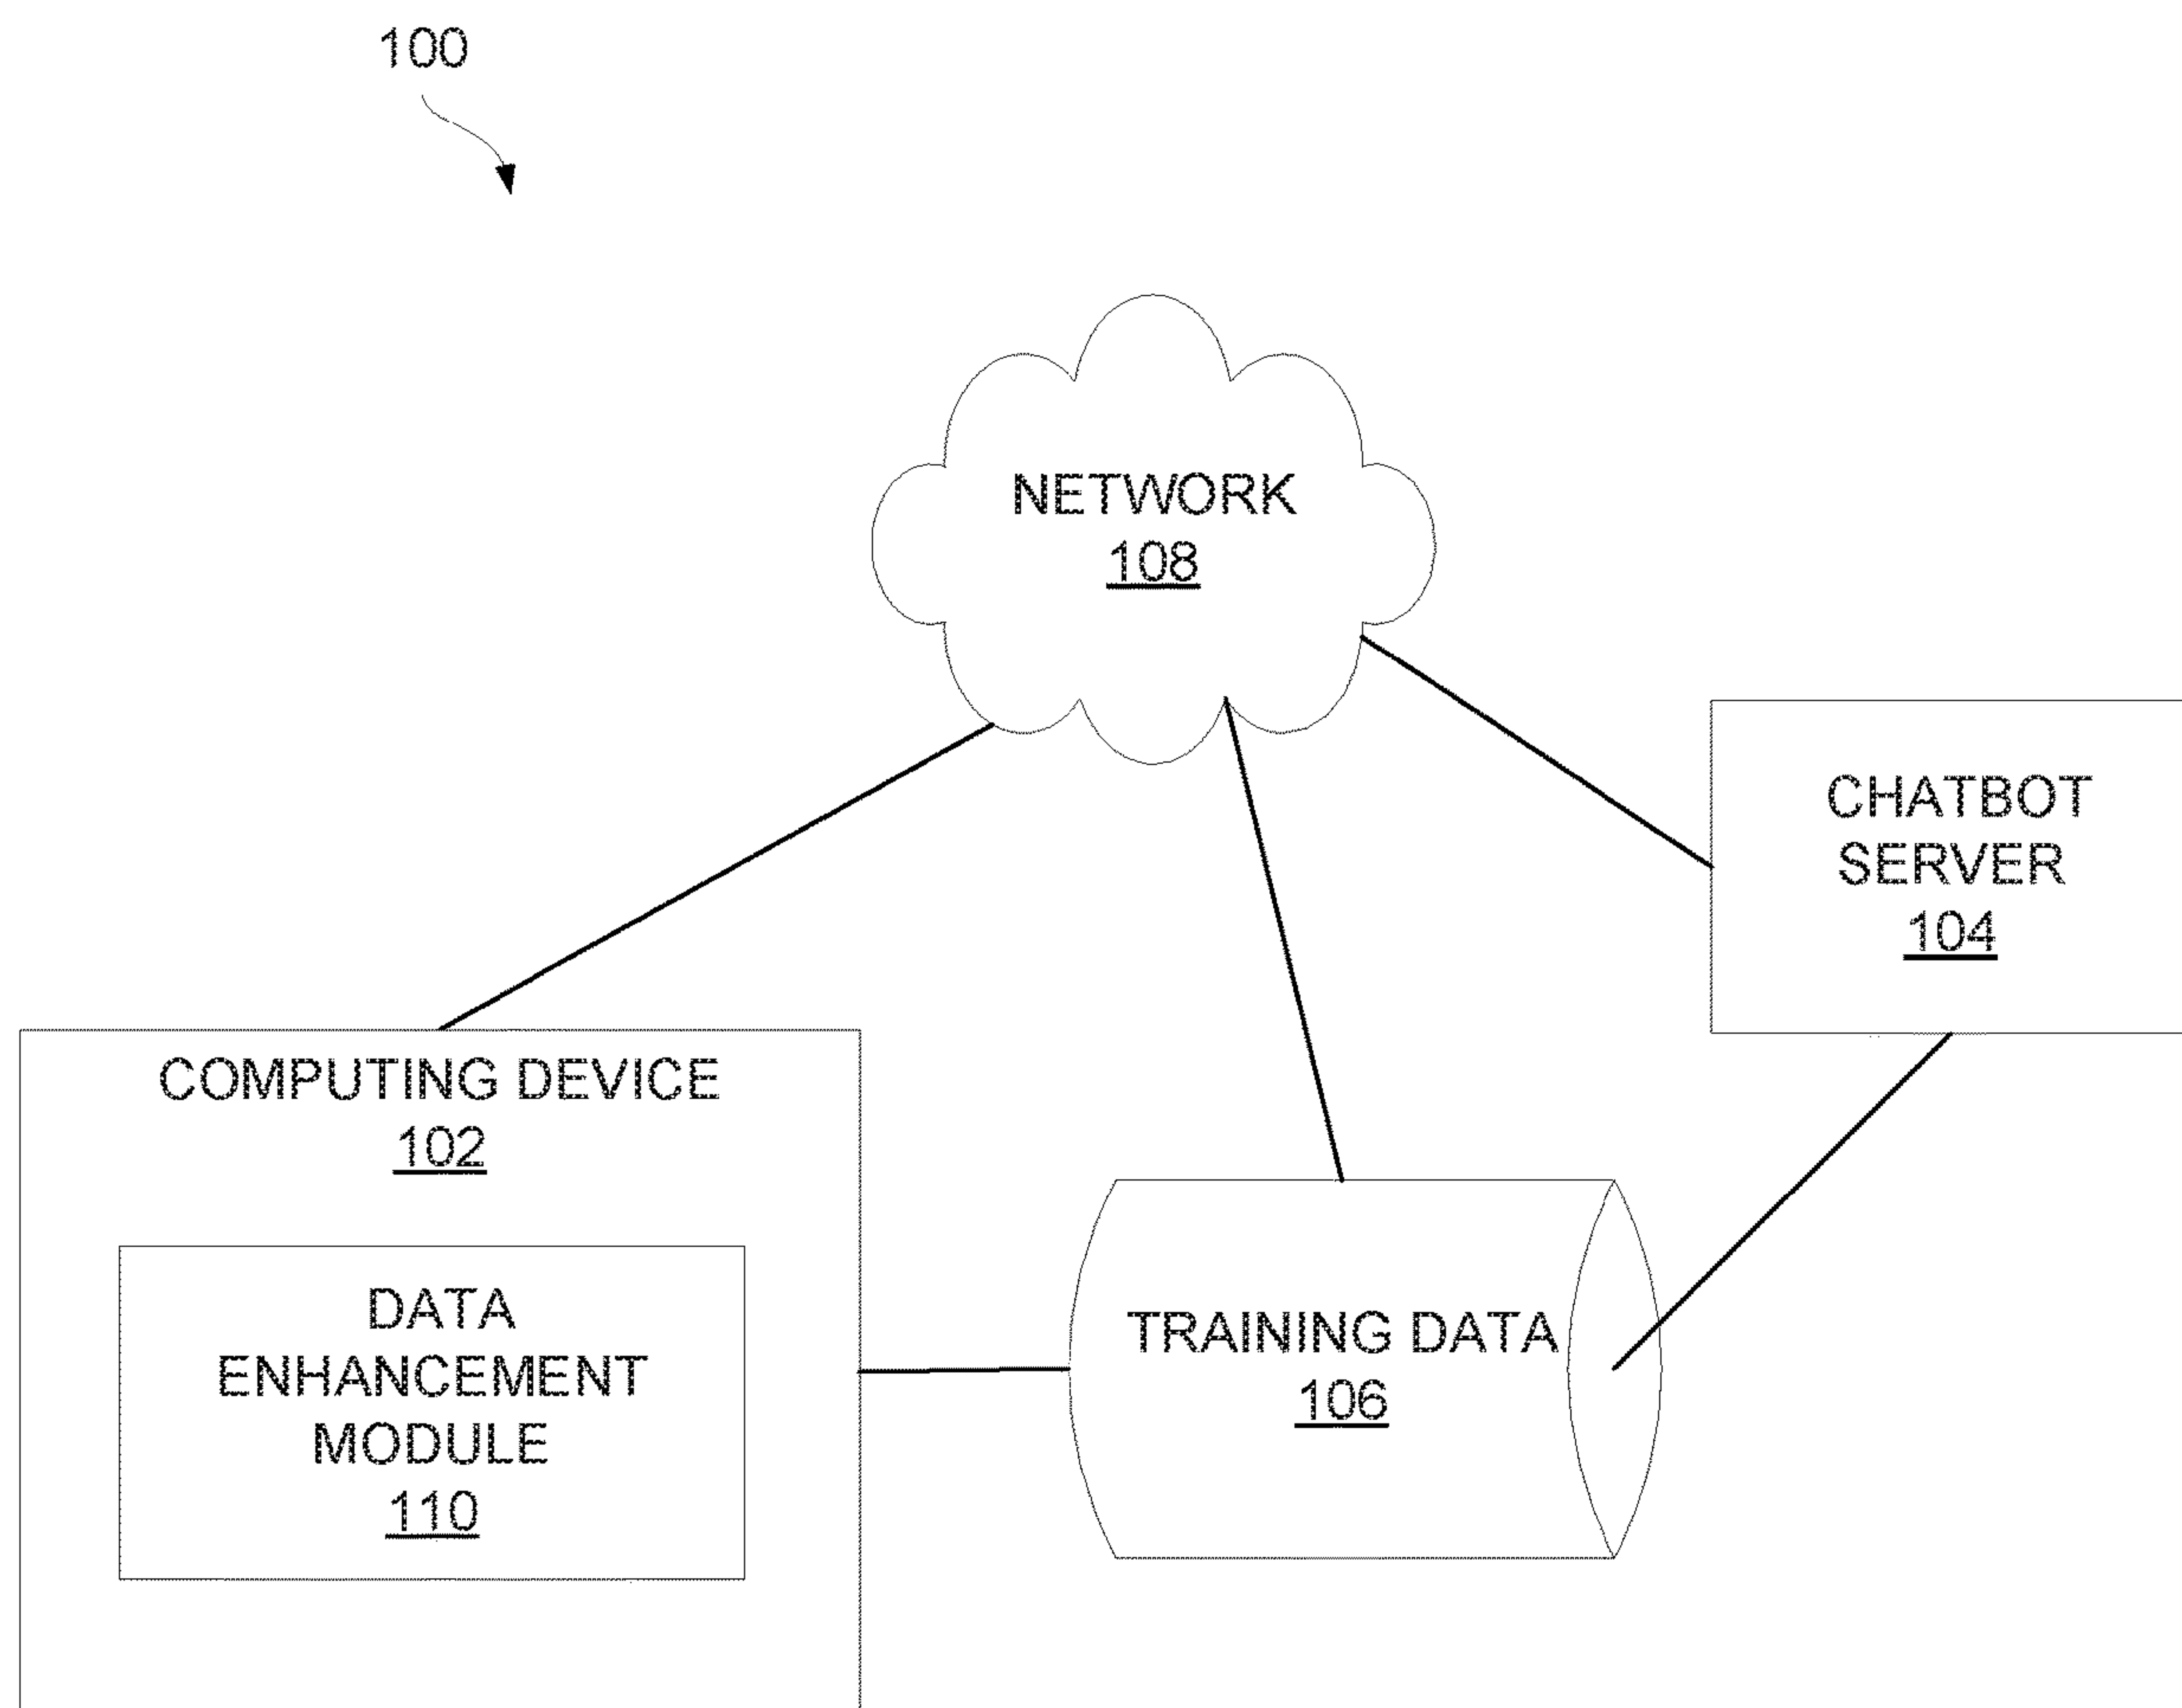 100
NETWORK
108
CHATBOT
SERVER
104
COMPUTING DEVICE
102
DATA
ENHANCEMENT
MODULE
110
TRAINING DATA
106